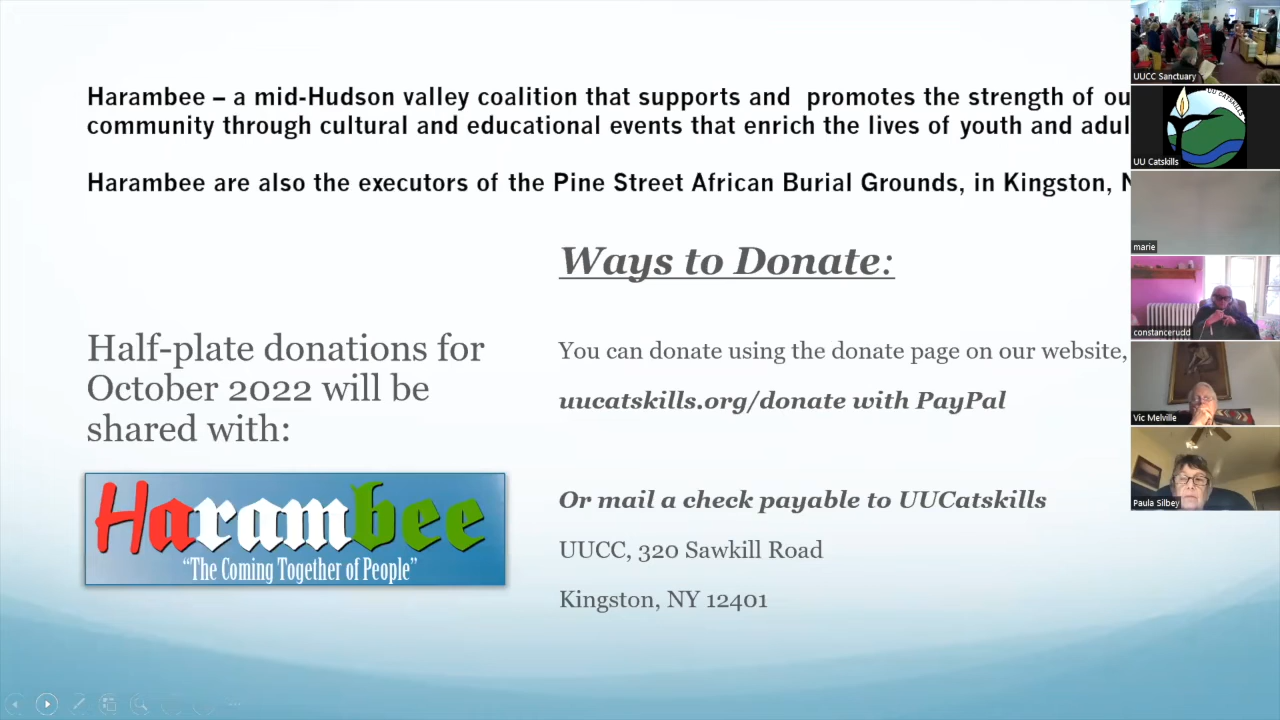 Harambee – a mid-Hudson valley coalition that supports and promotes the strength of ou
community through cultural and educational events that enrich the lives of youth and adul
Harambee are also the executors of the Pine Street African Burial Grounds, in Kingston, N
Ways to Donate:
Half-plate donations for
October 2022 will be
shared with:
You can donate using the donate page on our website,
uucatskills.org/donate with PayPal
Or mail a check payable to UUCatskills
UUCC, 320 Sawkill Road
Kingston, NY 12401
Harambee
“The Coming Together of People”
UUCC Sanctuary
UU CATSKILLS
UU Catskills
marie
constancerudd
Vic Melville
Paula Silbey